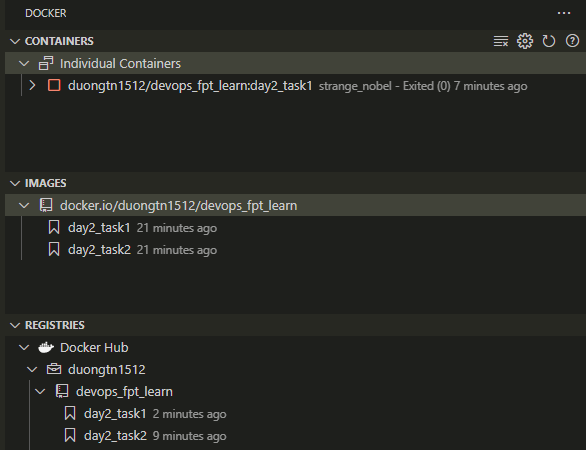 DOCKER
CONTAINERS
Individual Containers
duongtn1512/devops_fpt_learn:day2_task1 strange_nobel - Exited (0) 7 minutes ago
IMAGES
docker.io/duongtn1512/devops_fpt_learn
day2_task1 21 minutes ago
day2_task2 21 minutes ago
REGISTRIES
Docker Hub
duongtn1512
devops_fpt_learn
day2_task1 2 minutes ago
day2_task2 9 minutes ago